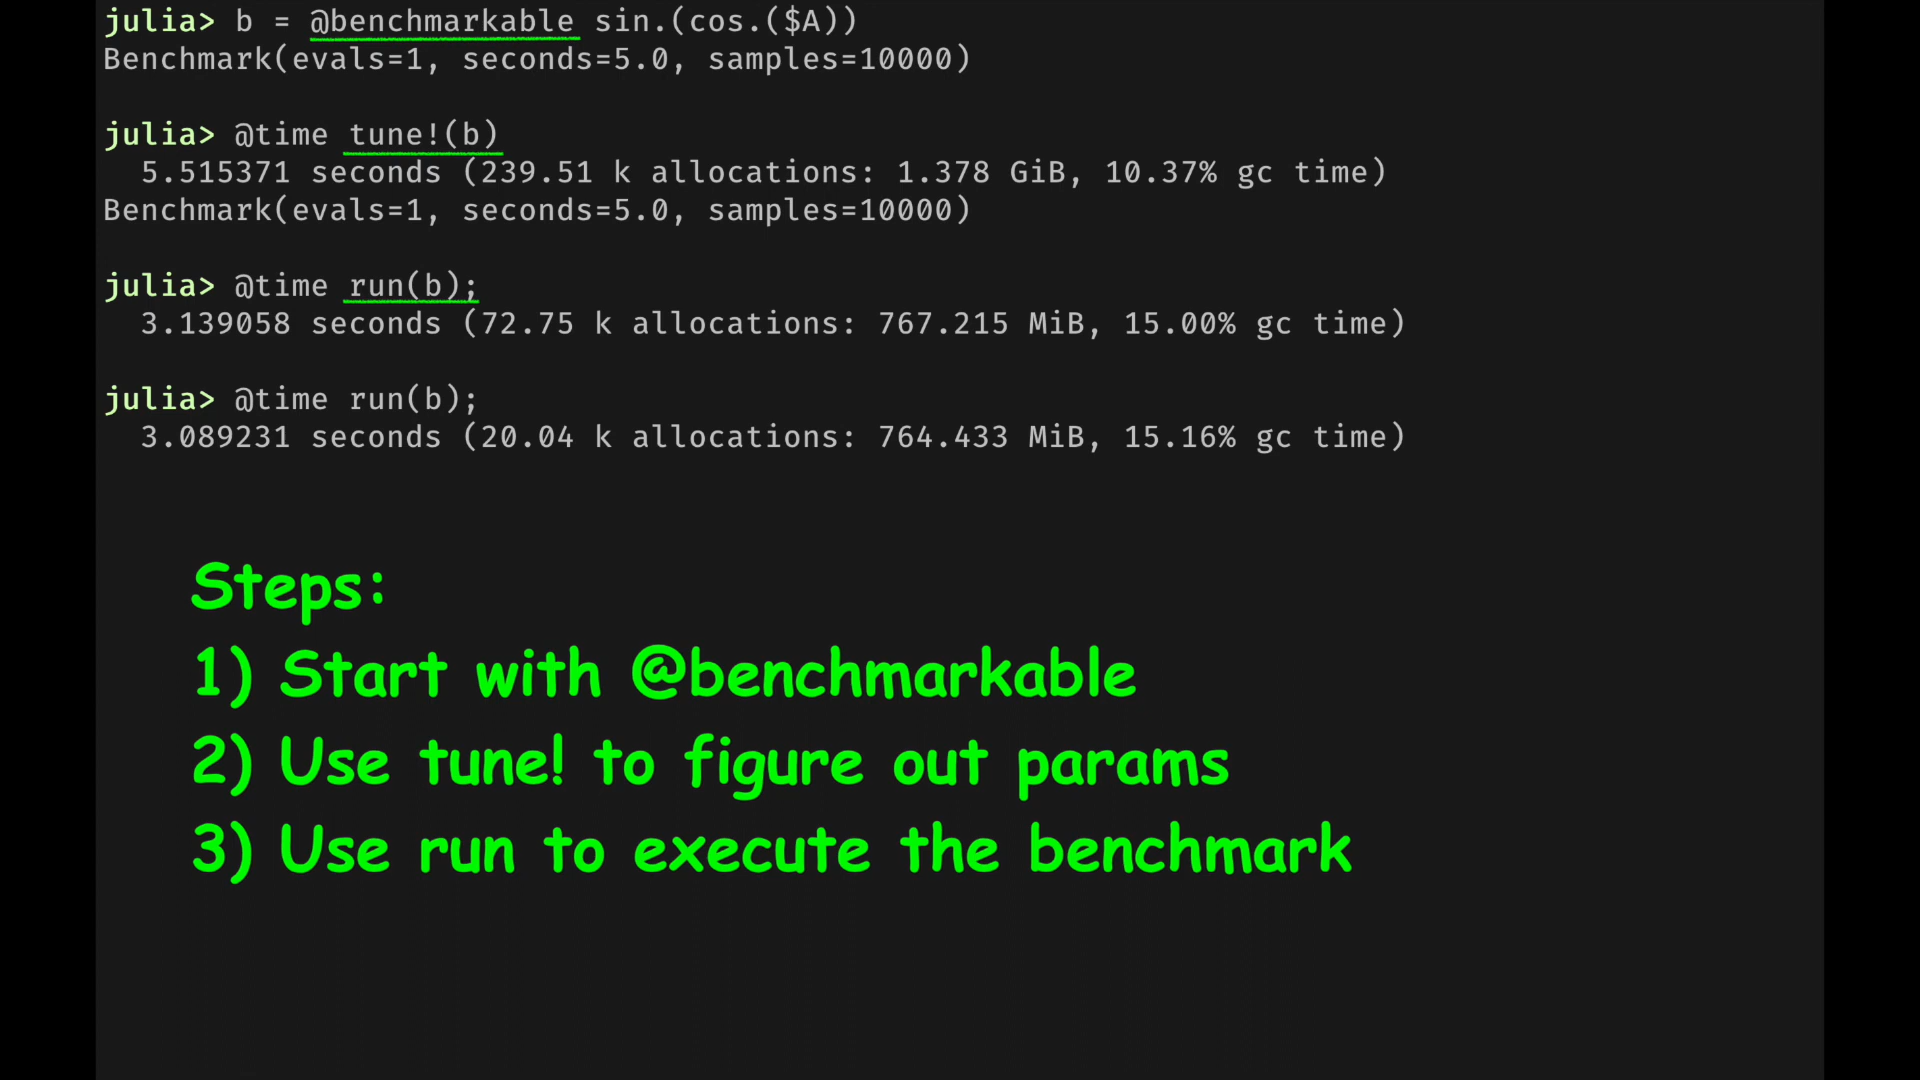 julia> b = @benchmarkable sin.(cos.($A))
Benchmark(evals=1, seconds=5.0, samples=10000)
julia> @time tune!(b)
5.515371 seconds (239.51 k allocations: 1.378 GiB, 10.37% gc time)
Benchmark(evals=1, seconds=5.0, samples=10000)
julia> @time run(b);
3.139058 seconds (72.75 k allocations: 767.215 MiB, 15.00% gc time)
julia> @time run(b);
3.089231 seconds (20.04 k allocations: 764.433 MiB, 15.16% gc time)
Steps:
1) Start with @benchmarkable
2) Use tune! to figure out params
3) Use run to execute the benchmark